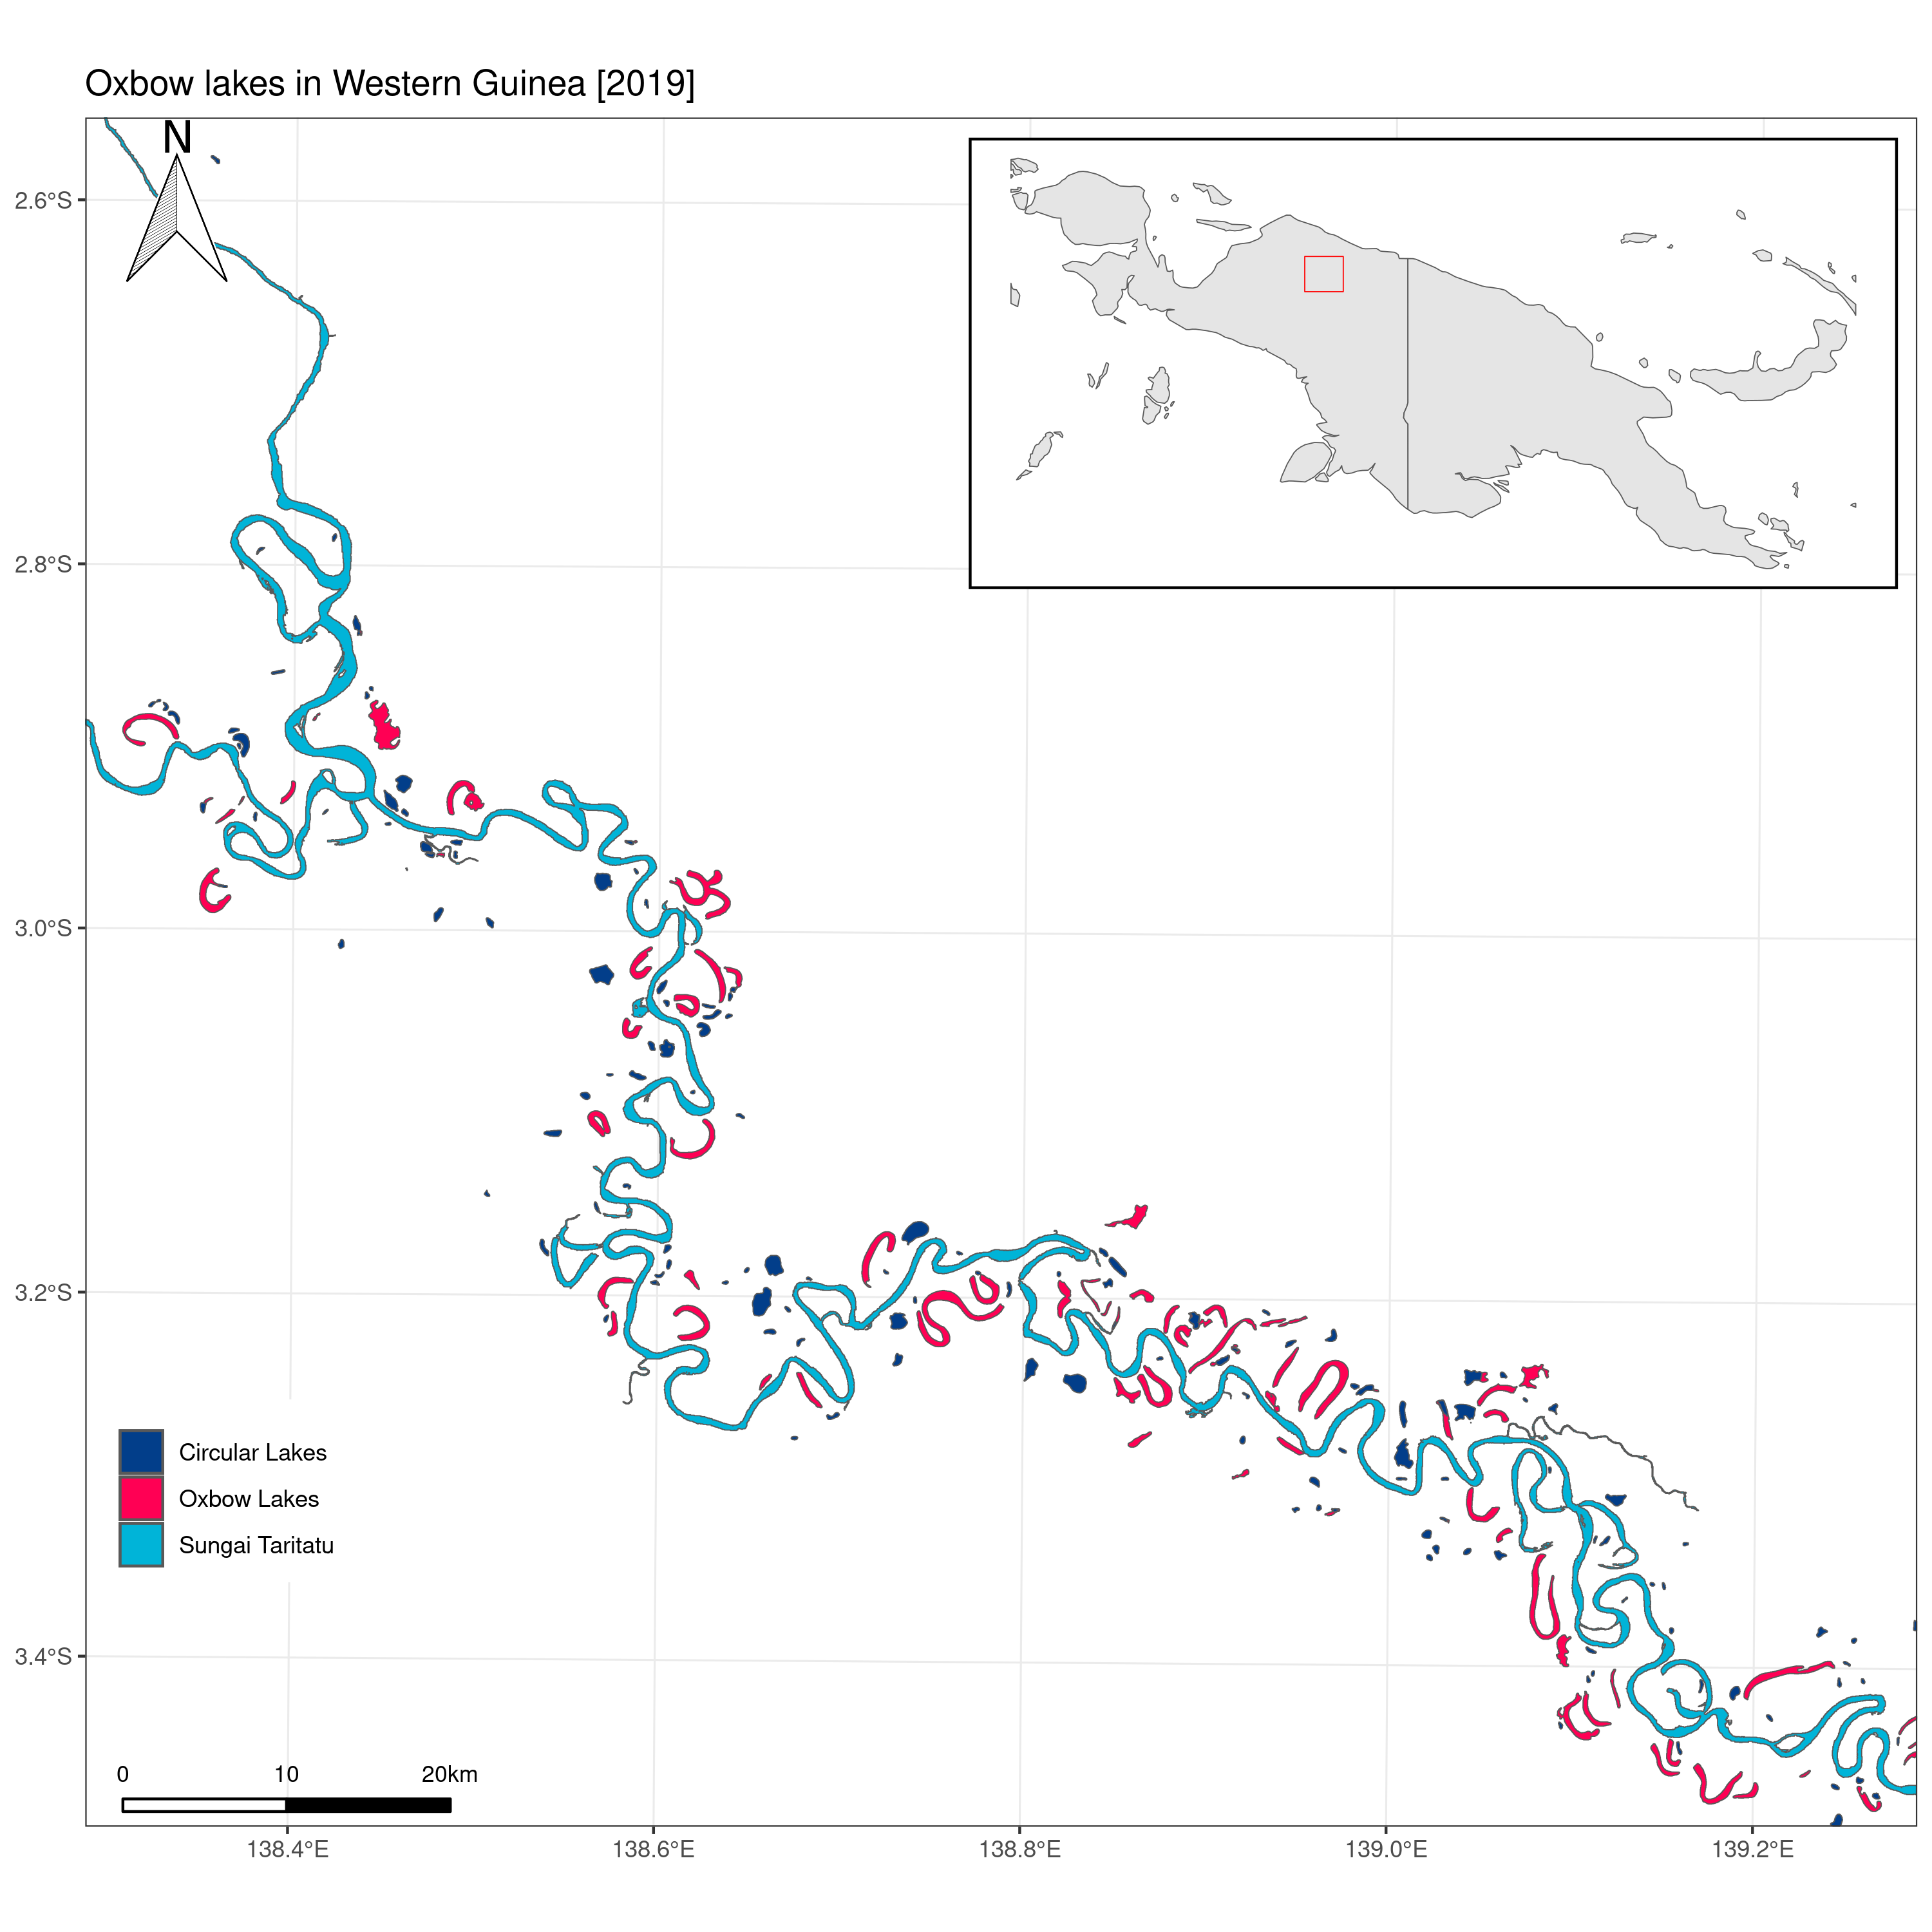 Oxbow lakes in Western Guinea [2019]
N
2.6°S
2.8°S
3.0°S
3.2°S
3.4°S
Circular Lakes
Oxbow Lakes
Sungai Taritatu
0 10 20km
138.4°E 138.6°E 138.8°E 139.0°E 139.2°E